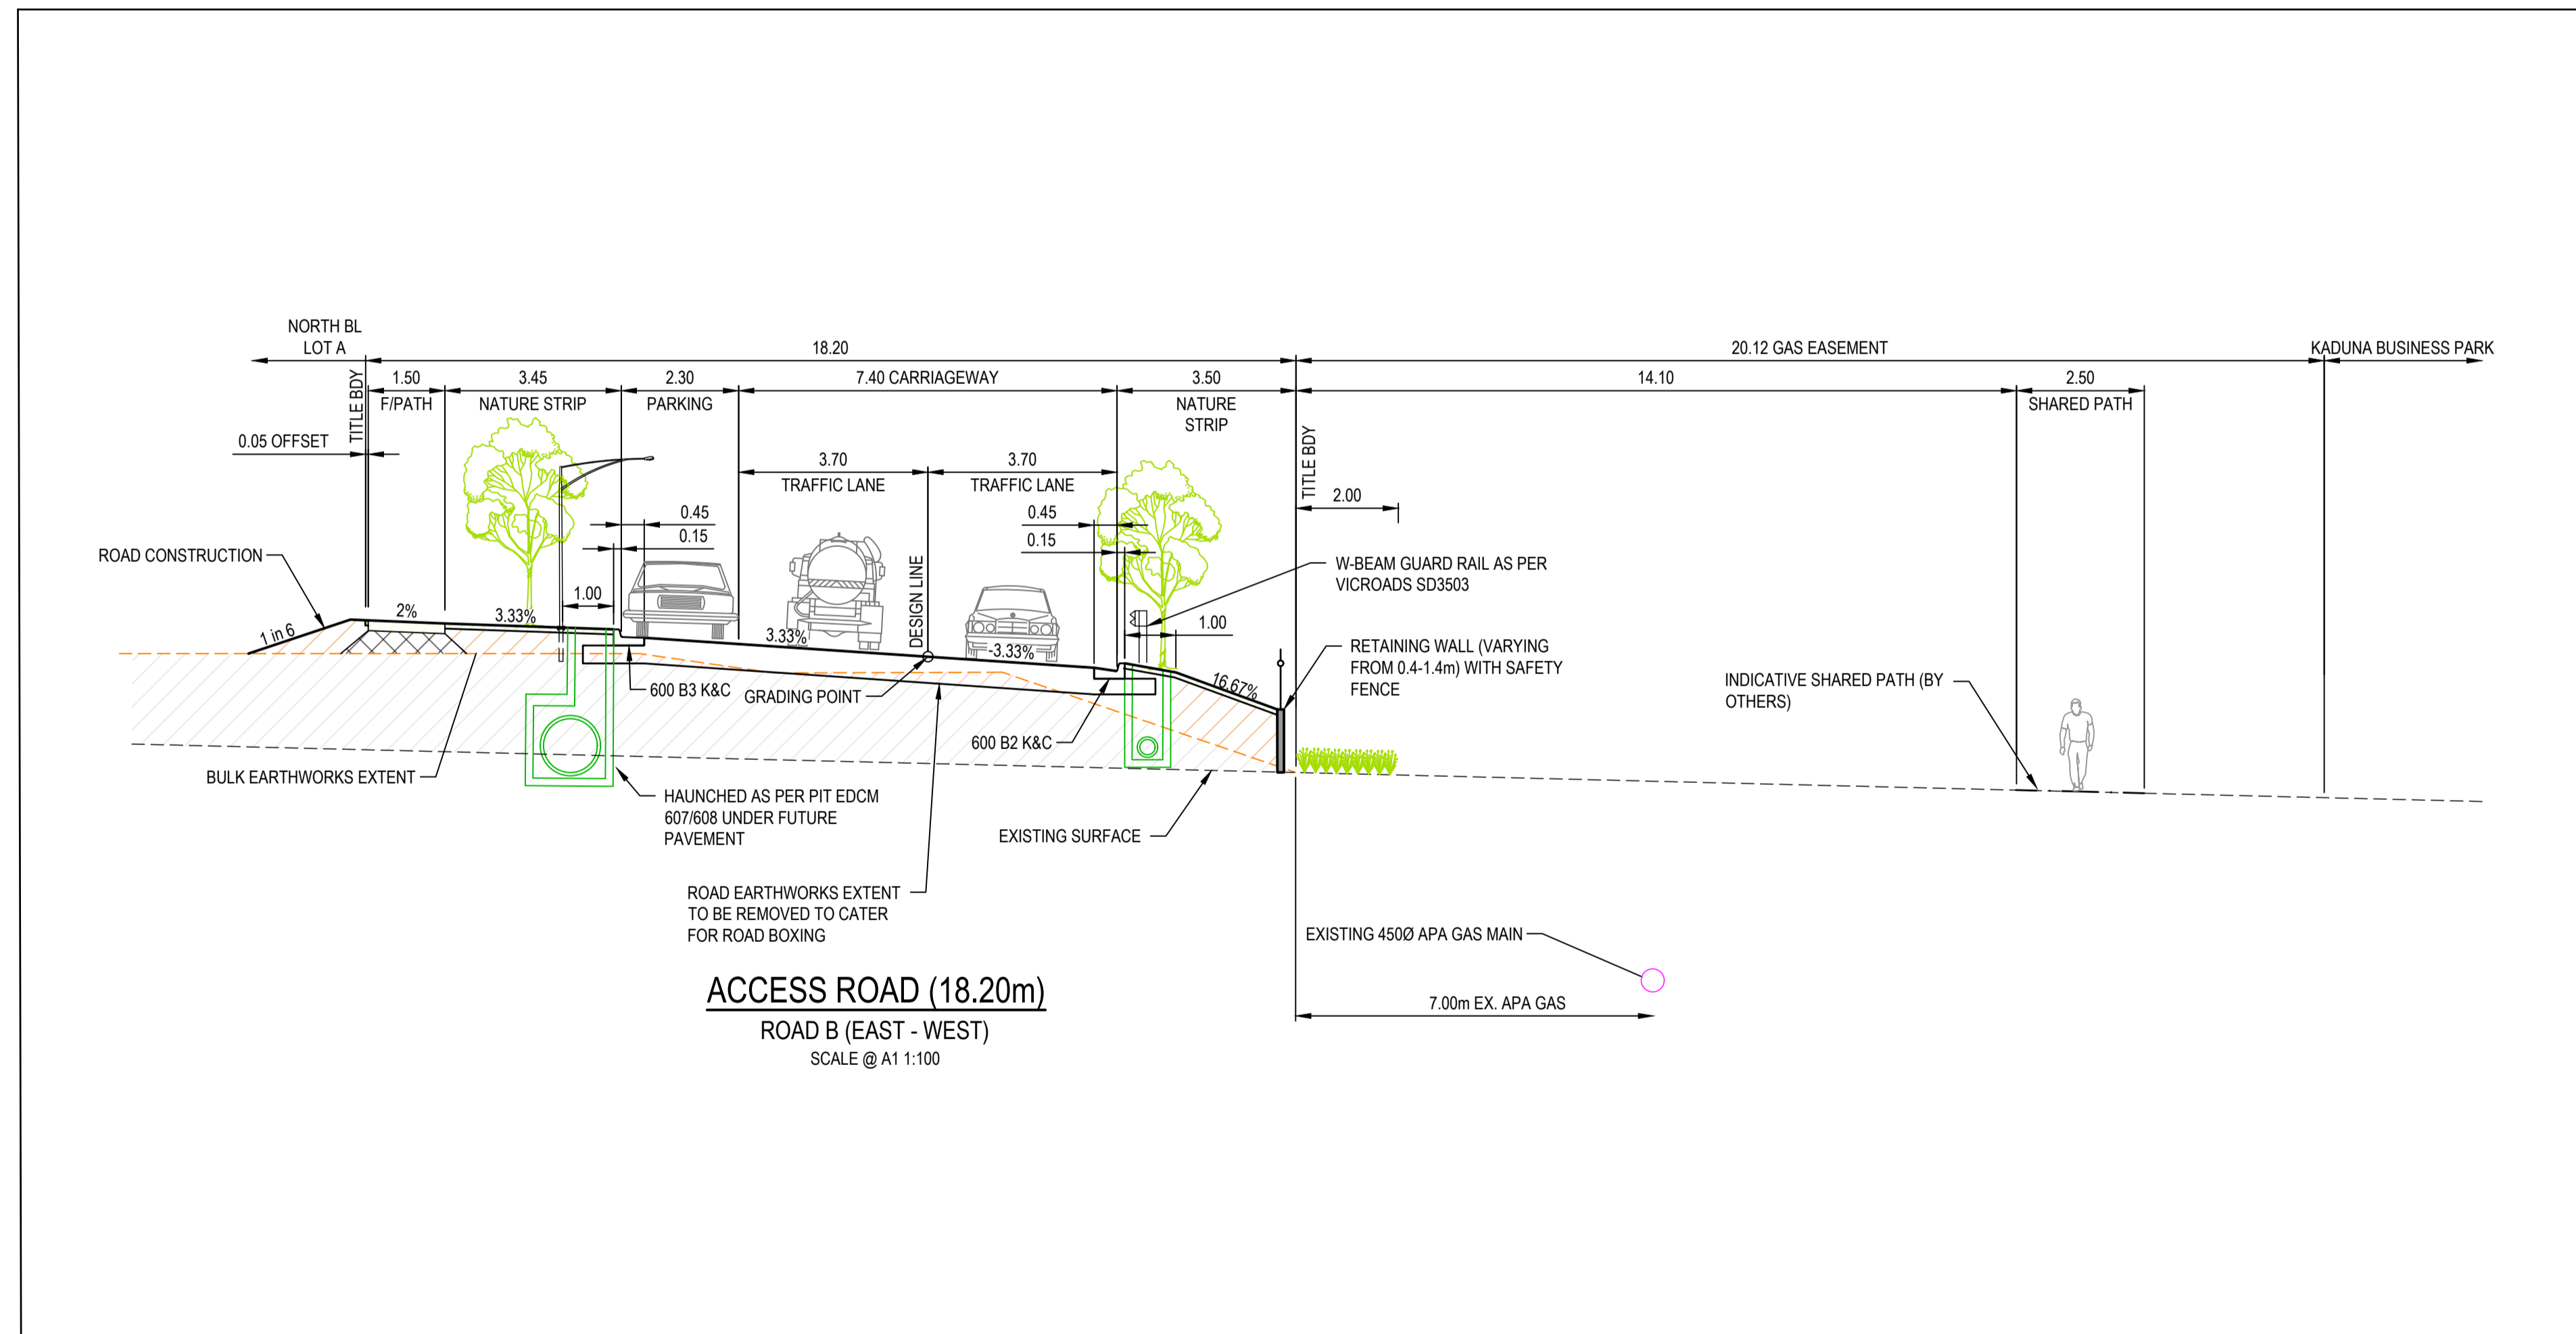 NORTH BL
LOT A
18.20
20.12 GAS EASEMENT
KADUNA BUSINESS PARK
TITLE BDY
1.50
F/PATH
3.45
NATURE STRIP
2.30
PARKING
7.40 CARRIAGEWAY
3.50
NATURE
STRIP
14.10
2.50
SHARED PATH
0.05 OFFSET
3.70
TRAFFIC LANE
3.70
TRAFFIC LANE
TITLE BDY
2.00
0.45
0.15
0.45
0.15
ROAD CONSTRUCTION
DESIGN LINE
W-BEAM GUARD RAIL AS PER
VICROADS SD3503
1.00
1 in 6
2%
3.33%
3.33%
-3.33%
1.00
16.67%
RETAINING WALL (VARYING
FROM 0.4-1.4m) WITH SAFETY
FENCE
600 B3 K&C
GRADING POINT
INDICATIVE SHARED PATH (BY
OTHERS)
600 B2 K&C
BULK EARTHWORKS EXTENT
HAUNCHED AS PER PIT EDCM
607/608 UNDER FUTURE
PAVEMENT
EXISTING SURFACE
ROAD EARTHWORKS EXTENT
TO BE REMOVED TO CATER
FOR ROAD BOXING
EXISTING 450Ø APA GAS MAIN
7.00m EX. APA GAS
ACCESS ROAD (18.20m)
ROAD B (EAST - WEST)
SCALE @ A1 1:100